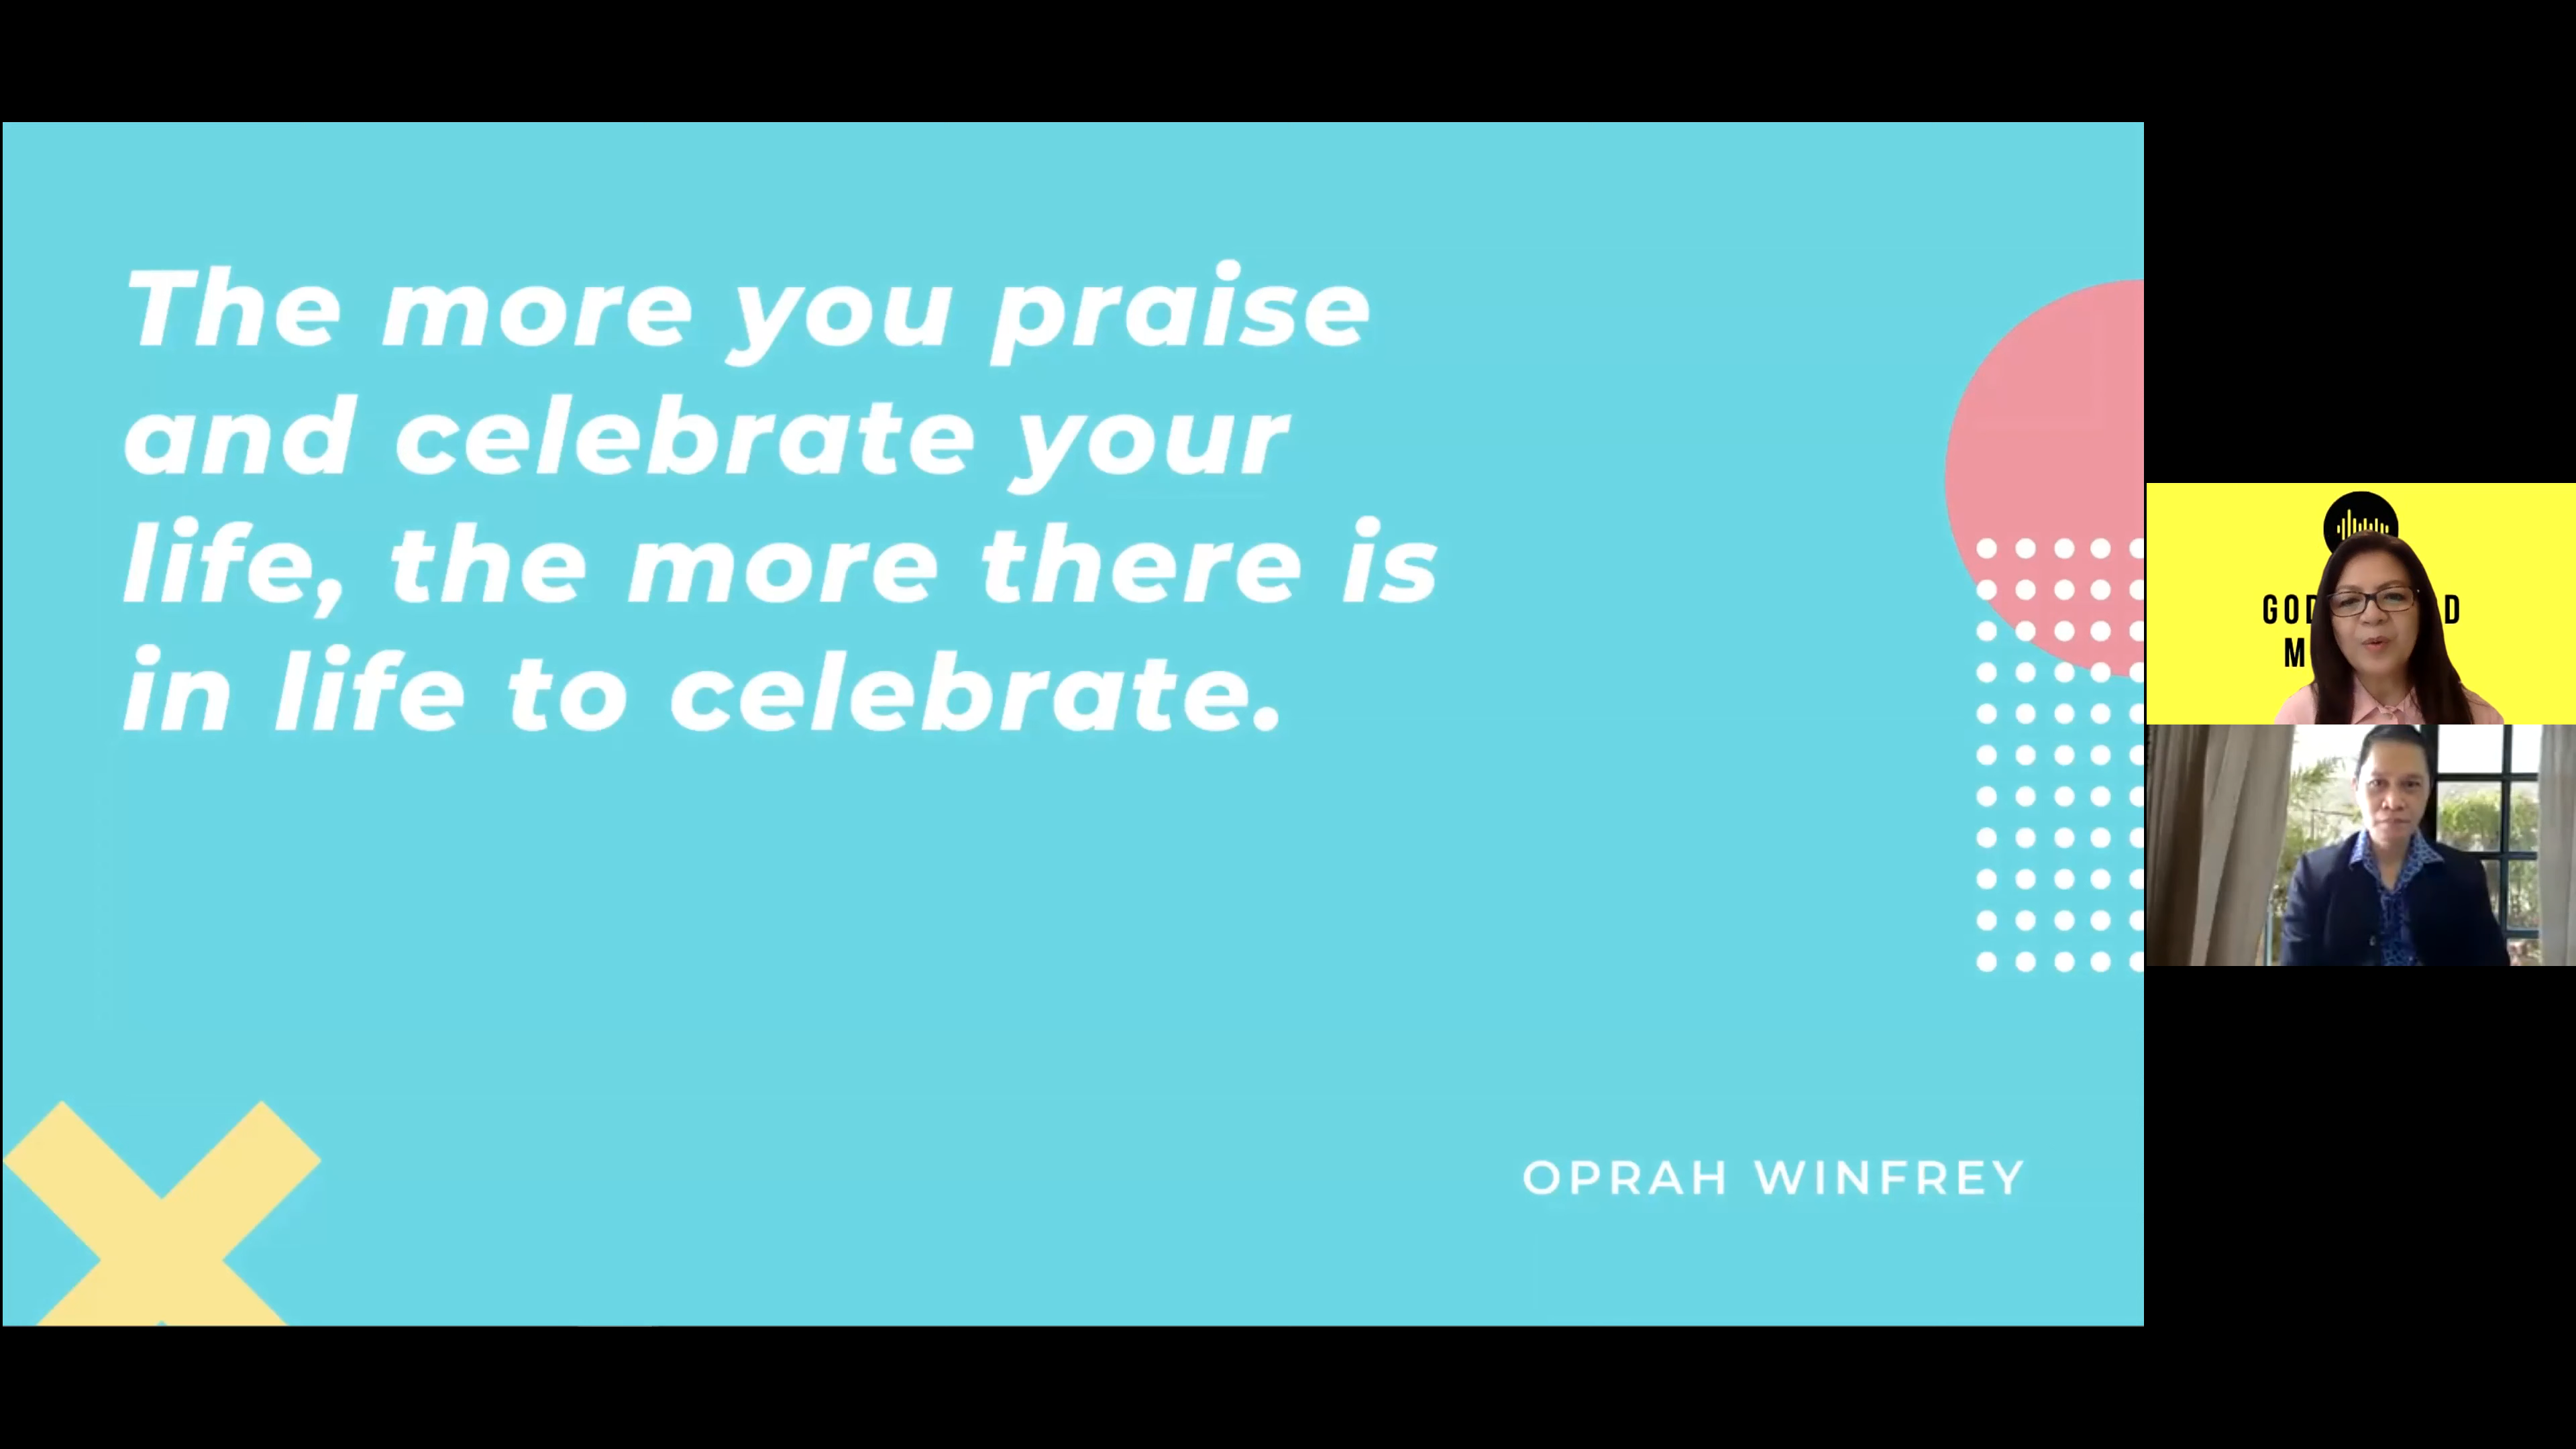 The more you praise
and celebrate your
life, the more there is
in life to celebrate.
OPRAH WINFREY